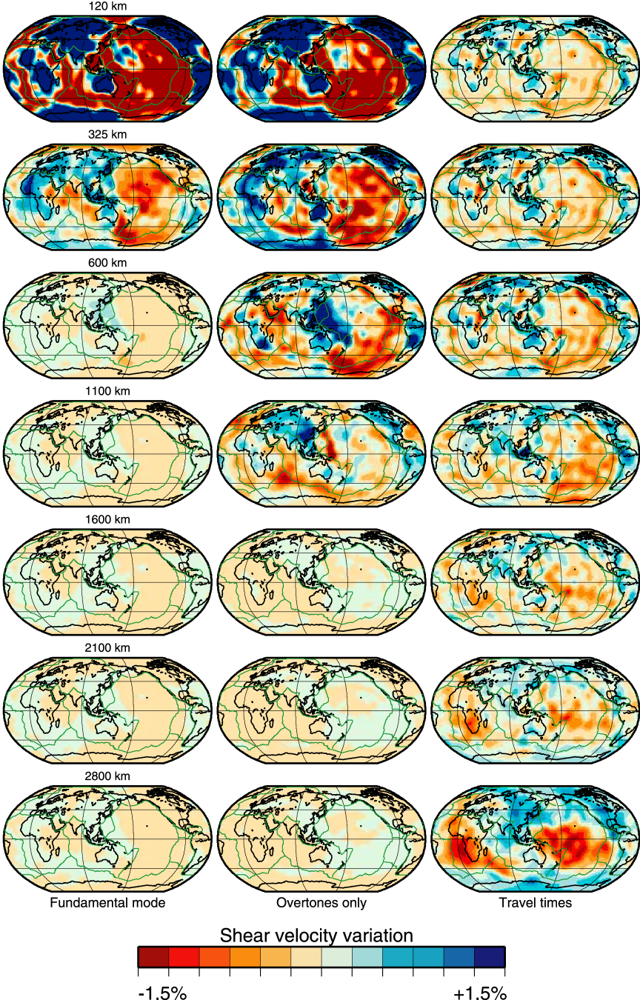 120 km
325 km
600 km
1100 km
1600 km
2100 km
2800 km
Fundamental mode
Overtones only
Travel times
Shear velocity variation
-1.5%
+1.5%